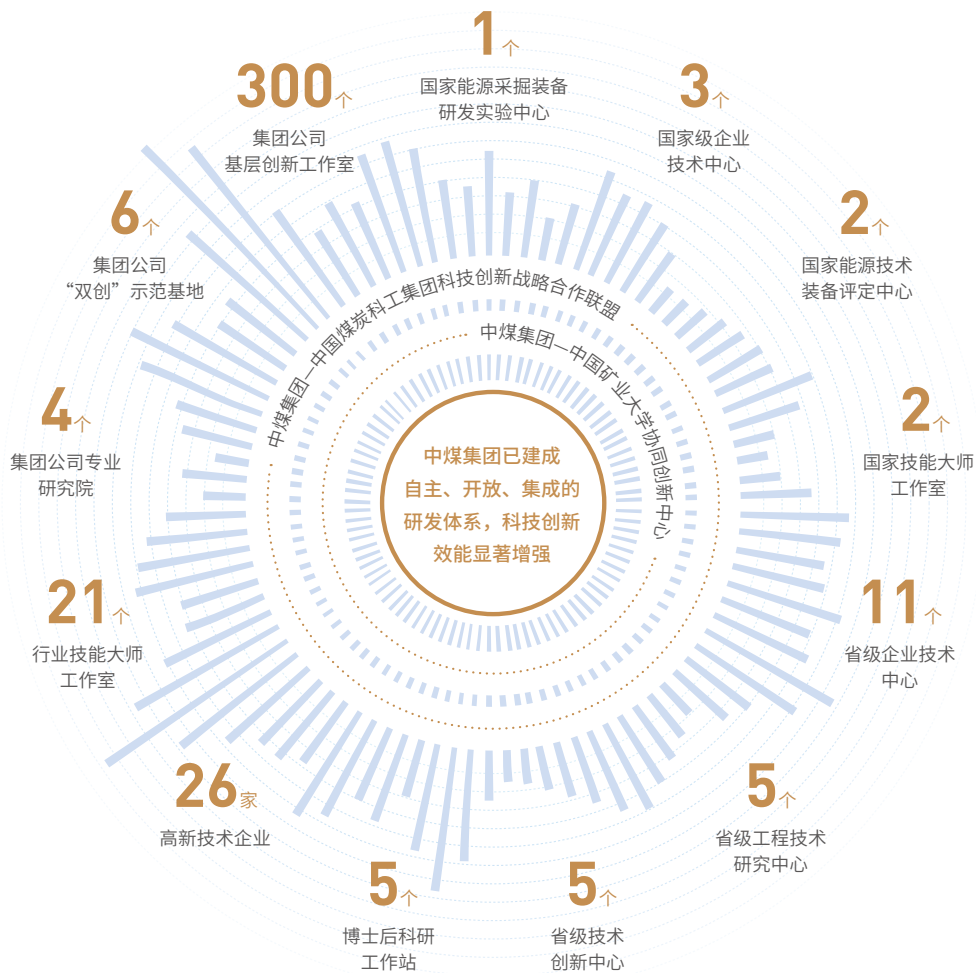 1个
国家能源采掘装备
研发实验中心
3个
国家级企业
技术中心
2个
国家能源技术
装备评定中心
2个
国家技能大师
工作室
11个
省级企业技术
中心
5个
省级工程技术
研究中心
5个
省级技术
创新中心
5个
博士后科研
工作站
26家
高新技术企业
21个
行业技能大师
工作室
4个
集团公司专业
研究院
6个
集团公司
“双创”示范基地
300个
集团公司
基层创新工作室
中煤集团—中国煤炭科工集团科技创新战略合作联盟
中煤集团—中国矿业大学协同创新中心
中煤集团已建成
自主、开放、集成的
研发体系，科技创新
效能显著增强